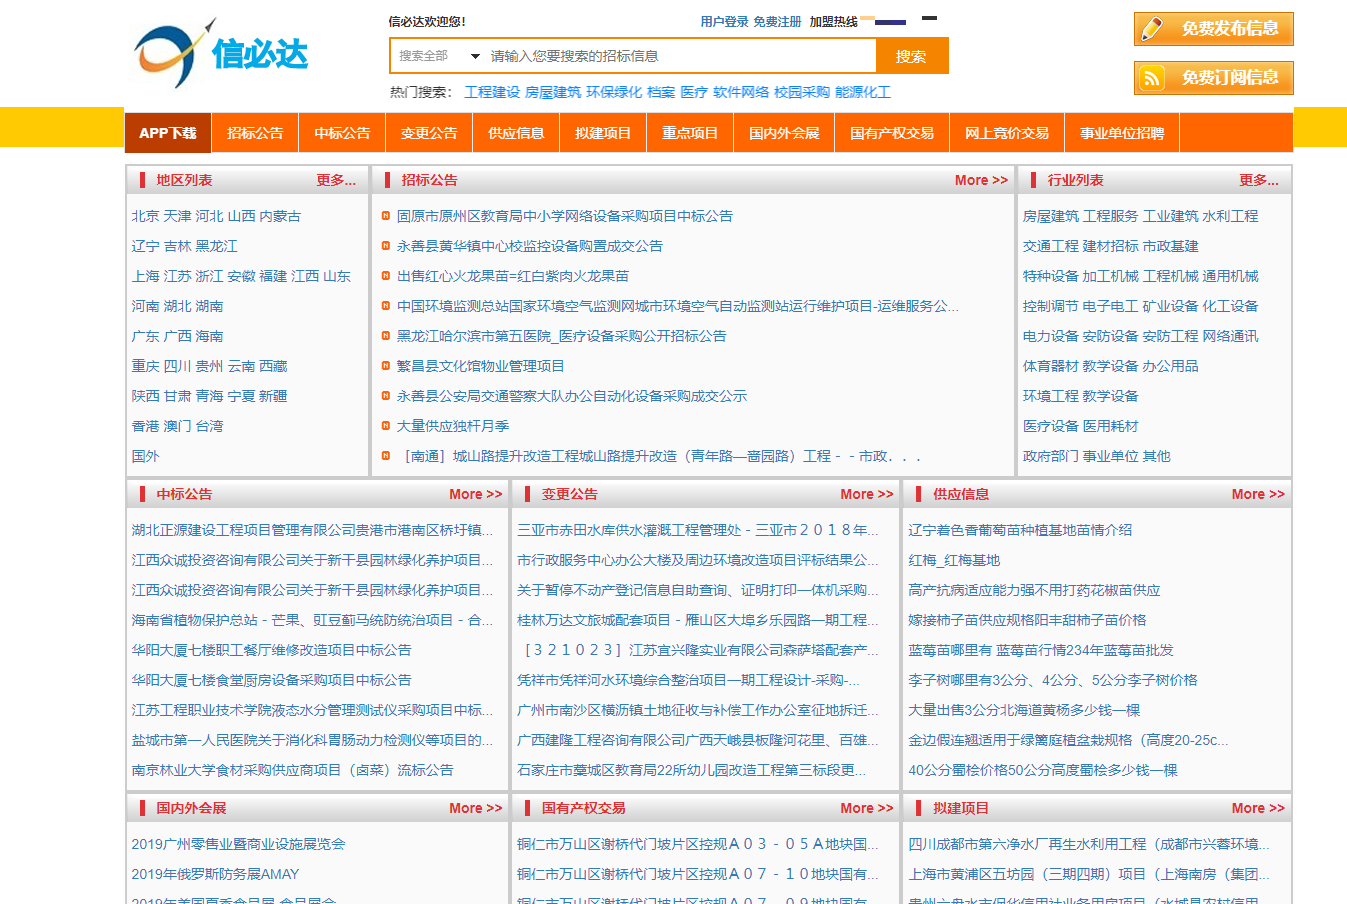 信必达
信必达欢迎您!
用户登录 免费注册 加盟热线
搜索全部 请输入您要搜索的招标信息 搜索
热门搜索： 工程建设 房屋建筑 环保绿化 档案 医疗 软件网络 校园采购 能源化工
免费发布信息
免费订阅信息
APP下载 招标公告 中标公告 变更公告 供应信息 拟建项目 重点项目 国内外会展 国有产权交易 网上竞价交易 事业单位招聘
地区列表 更多...
北京 天津 河北 山西 内蒙古
辽宁 吉林 黑龙江
上海 江苏 浙江 安徽 福建 江西 山东
河南 湖北 湖南
广东 广西 海南
重庆 四川 贵州 云南 西藏
陕西 甘肃 青海 宁夏 新疆
香港 澳门 台湾
国外
招标公告 More >>
固原市原州区教育局中小学网络设备采购项目中标公告
永善县黄华镇中心校监控设备购置成交公告
出售红心火龙果苗=红白紫肉火龙果苗
中国环境监测总站国家环境空气监测网城市环境空气自动监测站运行维护项目-运维服务公...
黑龙江哈尔滨市第五医院_医疗设备采购公开招标公告
繁昌县文化馆物业管理项目
永善县公安局交通警察大队办公自动化设备采购成交公示
大量供应独杆月季
［南通］城山路提升改造工程城山路提升改造（青年路—啬园路）工程－－市政．．．
行业列表 更多...
房屋建筑 工程服务 工业建筑 水利工程
交通工程 建材招标 市政基建
特种设备 加工机械 工程机械 通用机械
控制调节 电子电工 矿业设备 化工设备
电力设备 安防设备 安防工程 网络通讯
体育器材 教学设备 办公用品
环境工程 教学设备
医疗设备 医用耗材
政府部门 事业单位 其他
中标公告 More >>
湖北正源建设工程项目管理有限公司贵港市港南区桥圩镇...
江西众诚投资咨询有限公司关于新干县园林绿化养护项目...
江西众诚投资咨询有限公司关于新干县园林绿化养护项目...
海南省植物保护总站－芒果、豇豆蓟马统防统治项目－合...
华阳大厦七楼职工餐厅维修改造项目中标公告
华阳大厦七楼食堂厨房设备采购项目中标公告
江苏工程职业技术学院液态水分管理测试仪采购项目中标...
盐城市第一人民医院关于消化科胃肠动力检测仪等项目的...
南京林业大学食材采购供应商项目（卤菜）流标公告
变更公告 More >>
三亚市赤田水库供水灌溉工程管理处－三亚市２０１８年...
市行政服务中心办公大楼及周边环境改造项目评标结果公...
关于暂停不动产登记信息自助查询、证明打印一体机采购...
桂林万达文旅城配套项目－雁山区大埠乡乐园路一期工程...
［３２１０２３］江苏宜兴隆实业有限公司森萨塔配套产...
凭祥市凭祥河水环境综合整治项目一期工程设计-采购-...
广州市南沙区横沥镇土地征收与补偿工作办公室征地拆迁...
广西建隆工程咨询有限公司广西天峨县板隆河花里、百雄...
石家庄市藁城区教育局22所幼儿园改造工程第三标段更...
供应信息 More >>
辽宁着色香葡萄苗种植基地苗情介绍
红梅_红梅基地
高产抗病适应能力强不用打药花椒苗供应
嫁接柿子苗供应规格阳丰甜柿子苗价格
蓝莓苗哪里有 蓝莓苗行情234年蓝莓苗批发
李子树哪里有3公分、4公分、5公分李子树价格
大量出售3公分北海道黄杨多少钱一棵
金边假连翘适用于绿篱庭植盆栽规格（高度20-25c...
40公分蜀桧价格50公分高度蜀桧多少钱一棵
国内外会展 More >>
2019广州零售业暨商业设施展览会
2019年俄罗斯防务展AMAY
2019年美国夏季食品展 食品展会
国有产权交易 More >>
铜仁市万山区谢桥代门坡片区控规Ａ０３－０５Ａ地块国...
铜仁市万山区谢桥代门坡片区控规Ａ０７－１０地块国有...
铜仁市万山区谢桥代门坡片区控规Ａ０７－０９地块国有...
拟建项目 More >>
四川成都市第六净水厂再生水利用工程（成都市兴蓉环境...
上海市黄浦区五坊园（三期四期）项目（上海南房（集团...
贵州六盘水市保华信用社业务用房项目（水城县农村信用...